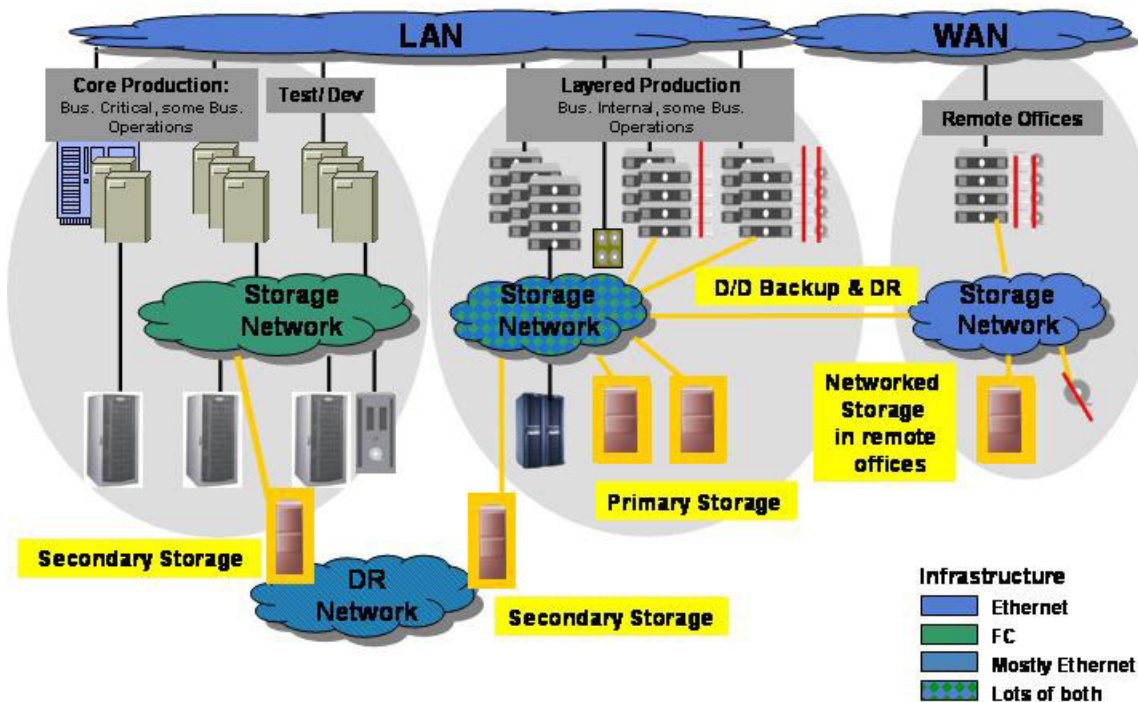 LAN
WAN
Core Production:
Bus. Critical, some Bus.
Operations
Test/ Dev
Layered Production
Bus. Internal, some Bus.
Operations
Remote Offices
Storage
Network
Storage
Network
D/D Backup & DR
Storage
Network
Networked
Storage
in remote
offices
Primary Storage
Secondary Storage
DR
Network
Secondary Storage
Infrastructure
Ethernet
FC
Mostly Ethernet
Lots of both